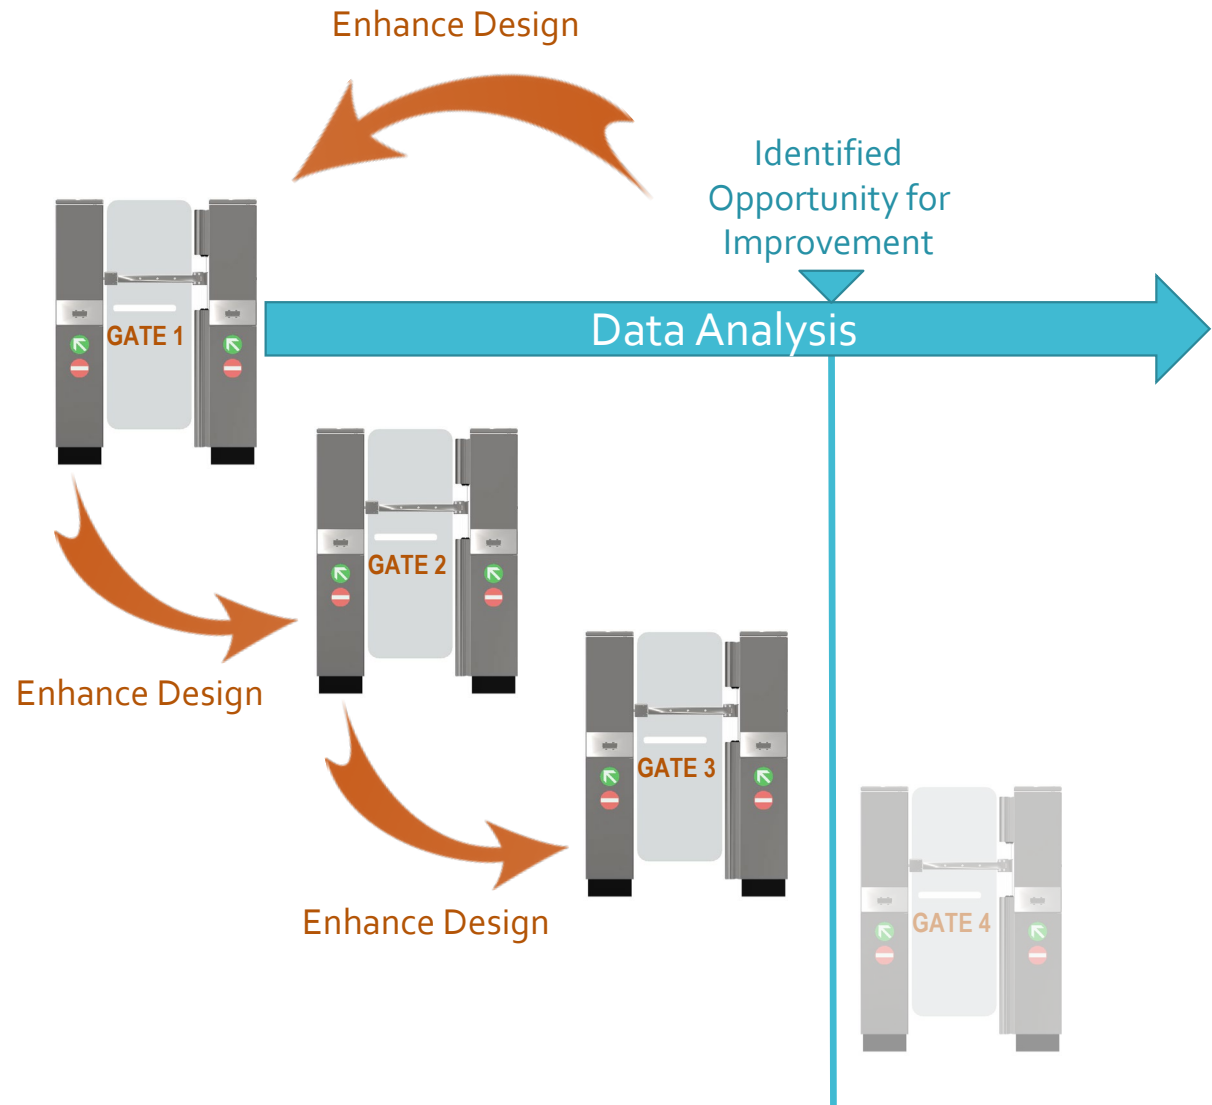 Enhance Design
Identified
Opportunity for
Improvement
Data Analysis
GATE 1
GATE 2
Enhance Design
GATE 3
Enhance Design
GATE 4